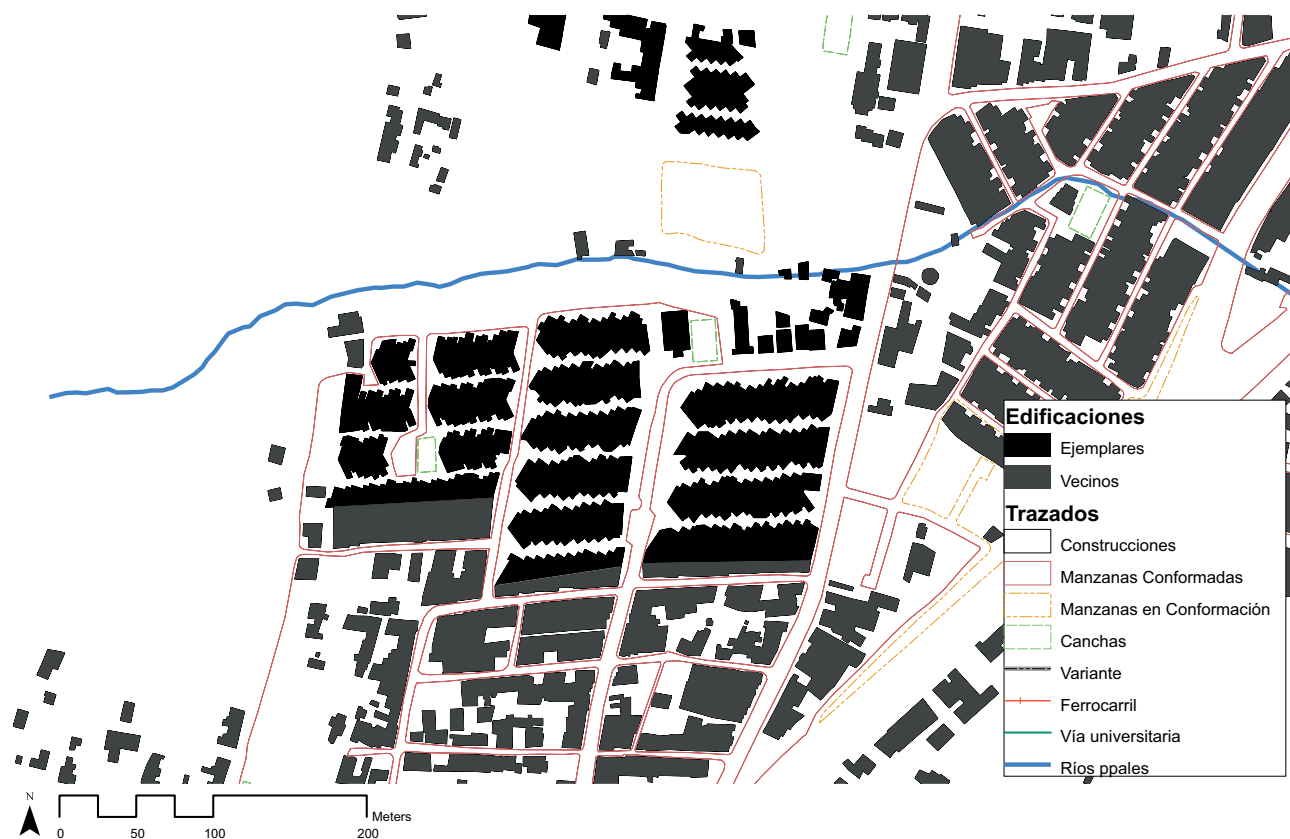 Edificaciones
Ejemplares
Vecinos
Trazados
Construcciones
Manzanas Conformadas
Manzanas en Conformación
Canchas
Variante
Ferrocarril
Vía universitaria
Ríos ppales
N
Meters
0 50 100 200